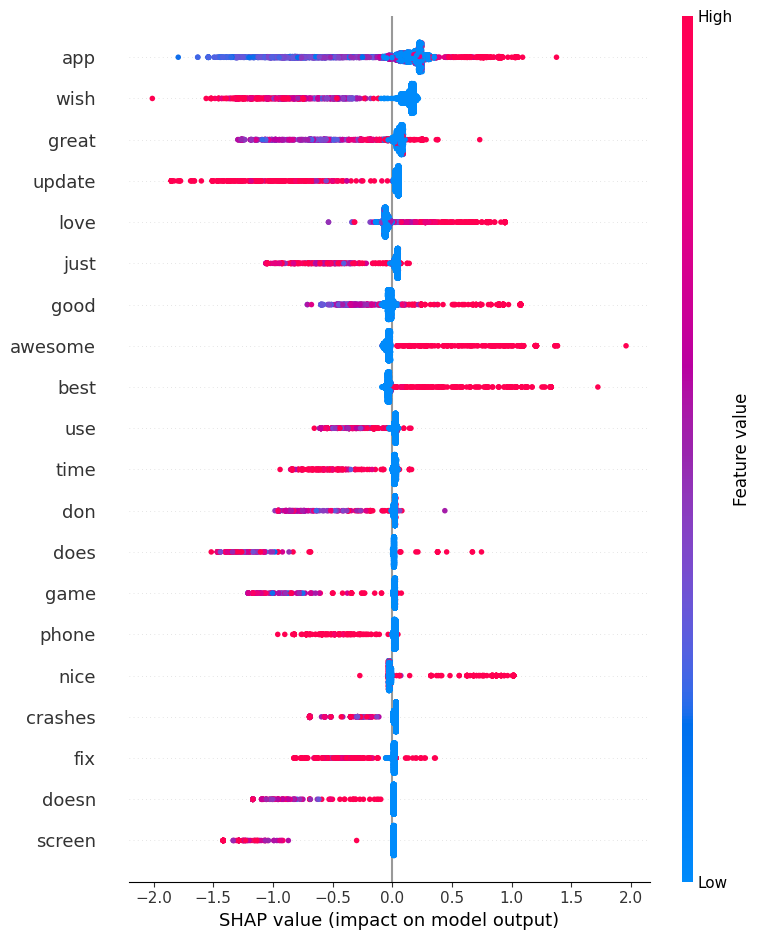 High
app
wish
great
update
love
just
good
awesome
best
use
time
don
does
game
phone
nice
crashes
fix
doesn
screen
Low
Feature value
−2.0 −1.5 −1.0 −0.5 0.0 0.5 1.0 1.5 2.0
SHAP value (impact on model output)